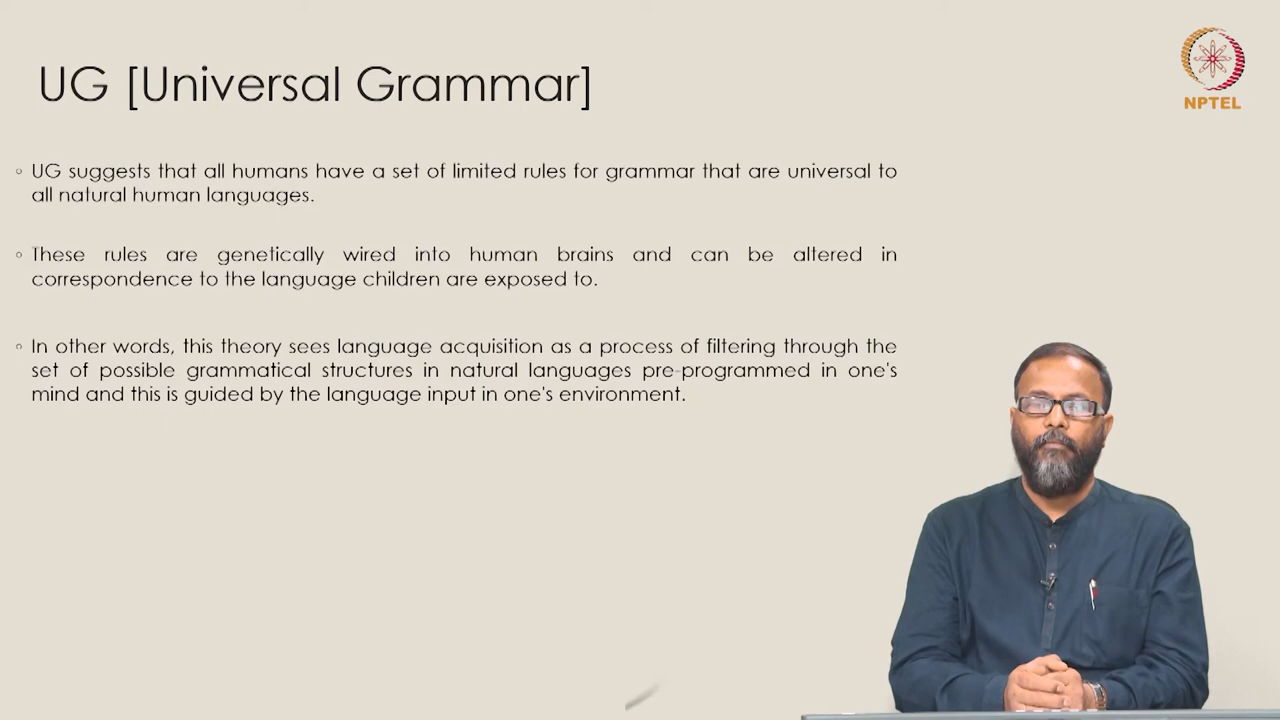 UG [Universal Grammar]
NPTEL
UG suggests that all humans have a set of limited rules for grammar that are universal to
all natural human languages.
These rules are genetically wired into human brains and can be altered in
correspondence to the language children are exposed to.
In other words, this theory sees language acquisition as a process of filtering through the
set of possible grammatical structures in natural languages pre-programmed in one's
mind and this is guided by the language input in one's environment.